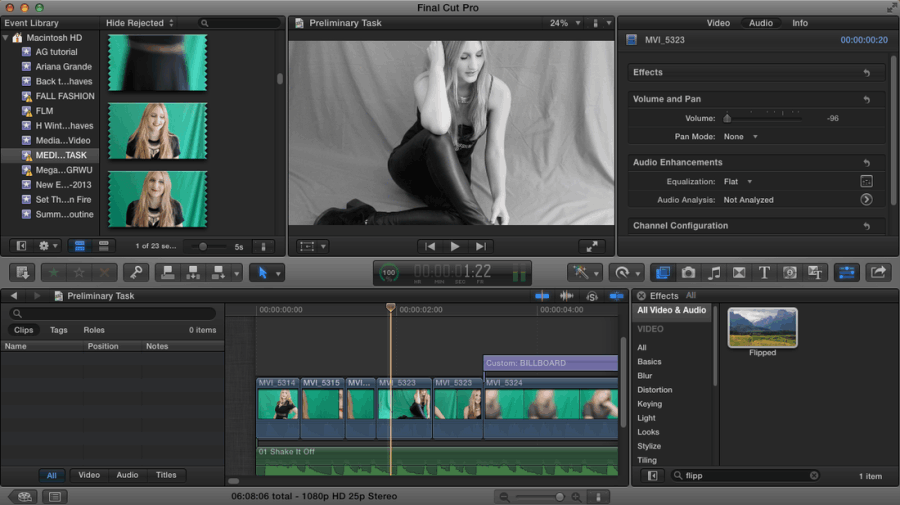 Final Cut Pro
Event Library
Hide Rejected
Macintosh HD
AG tutorial
Ariana Grande
Back t...haves
FALL FASHION
FLM
H Wint...haves
Media...Video
MEDI...TASK
Mega...GRWU
New E...-2013
Set Th...n Fire
Summ...outine
1 of 23 se...
5s
Preliminary Task
24%
Video Audio Info
MVI_5323 00:00:00:20
Effects
Volume and Pan
Volume: -96
Pan Mode: None
Audio Enhancements
Equalization: Flat
Audio Analysis: Not Analyzed
Channel Configuration
100
00:00:01:22
HR MIN SEC FR
Preliminary Task
Clips Tags Roles 0 items
Name Position Notes
All Video Audio Titles
00:00:00:00 00:00:02:00 00:00:04:00
Custom: BILLBOARD
MVI_5314 MVI_5315 MVI... MVI_5323 MVI_5323 MVI_5324
01 Shake It Off
Effects All
All Video & Audio
VIDEO
All
Basics
Blur
Distortion
Keying
Light
Looks
Stylize
Tiling
Flipped
flipp
1 item
06:08:06 total - 1080p HD 25p Stereo